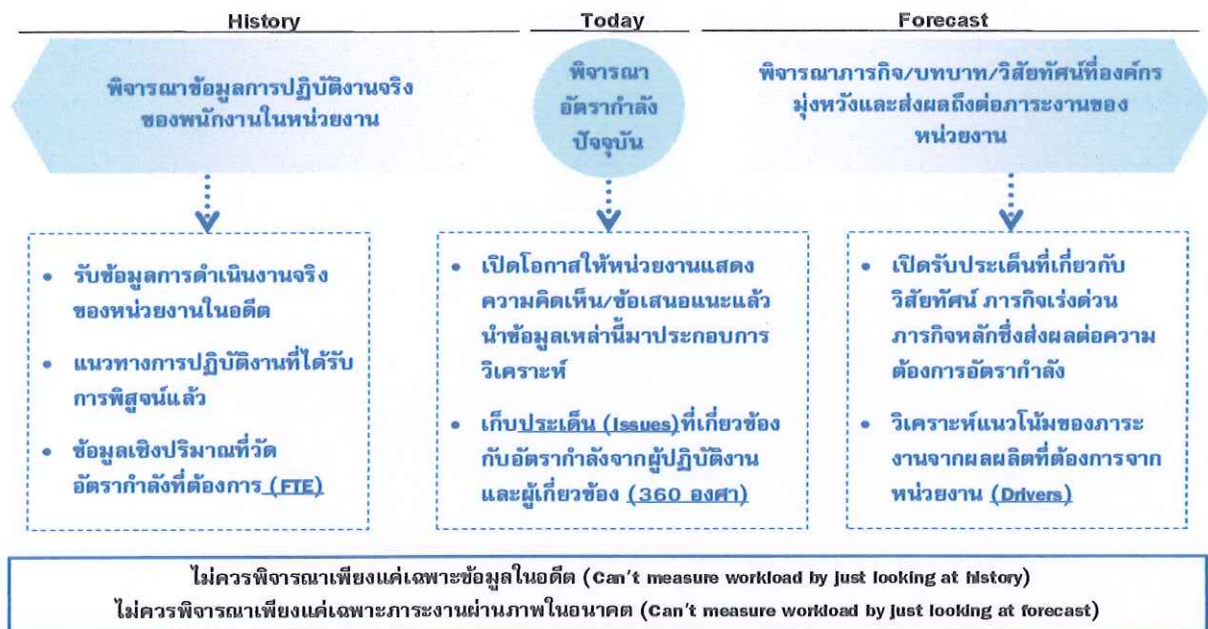 History
Today
Forecast
พิจารณาข้อมูลการปฏิบัติงานจริง
ของพนักงานในหน่วยงาน
พิจารณา
อัตรากำลัง
ปัจจุบัน
พิจารณาภารกิจ/บทบาท/วิสัยทัศน์ที่องค์กร
มุ่งหวังและส่งผลถึงต่อภาระงานของ
หน่วยงาน
• รับข้อมูลการดำเนินงานจริง
ของหน่วยงานในอดีต
• แนวทางการปฏิบัติงานที่ได้รับ
การพิสูจน์แล้ว
• ข้อมูลเชิงปริมาณที่วัด
อัตรากำลังที่ต้องการ (FTE)
• เปิดโอกาสให้หน่วยงานแสดง
ความคิดเห็น/ข้อเสนอแนะแล้ว
นำข้อมูลเหล่านี้มาประกอบการ
วิเคราะห์
• เก็บประเด็น (Issues)ที่เกี่ยวข้อง
กับอัตรากำลังจากผู้ปฏิบัติงาน
และผู้เกี่ยวข้อง (360 องศา)
• เปิดรับประเด็นที่เกี่ยวกับ
วิสัยทัศน์ ภารกิจเร่งด่วน
ภารกิจหลักซึ่งส่งผลต่อความ
ต้องการอัตรากำลัง
• วิเคราะห์แนวโน้มของภาระ
งานจากผลผลิตที่ต้องการจาก
หน่วยงาน (Drivers)
ไม่ควรพิจารณาเพียงแค่เฉพาะข้อมูลในอดีต (Can't measure workload by just looking at history)
ไม่ควรพิจารณาเพียงแค่เฉพาะภาระงานผ่านภาพในอนาคต (Can't measure workload by just looking at forecast)